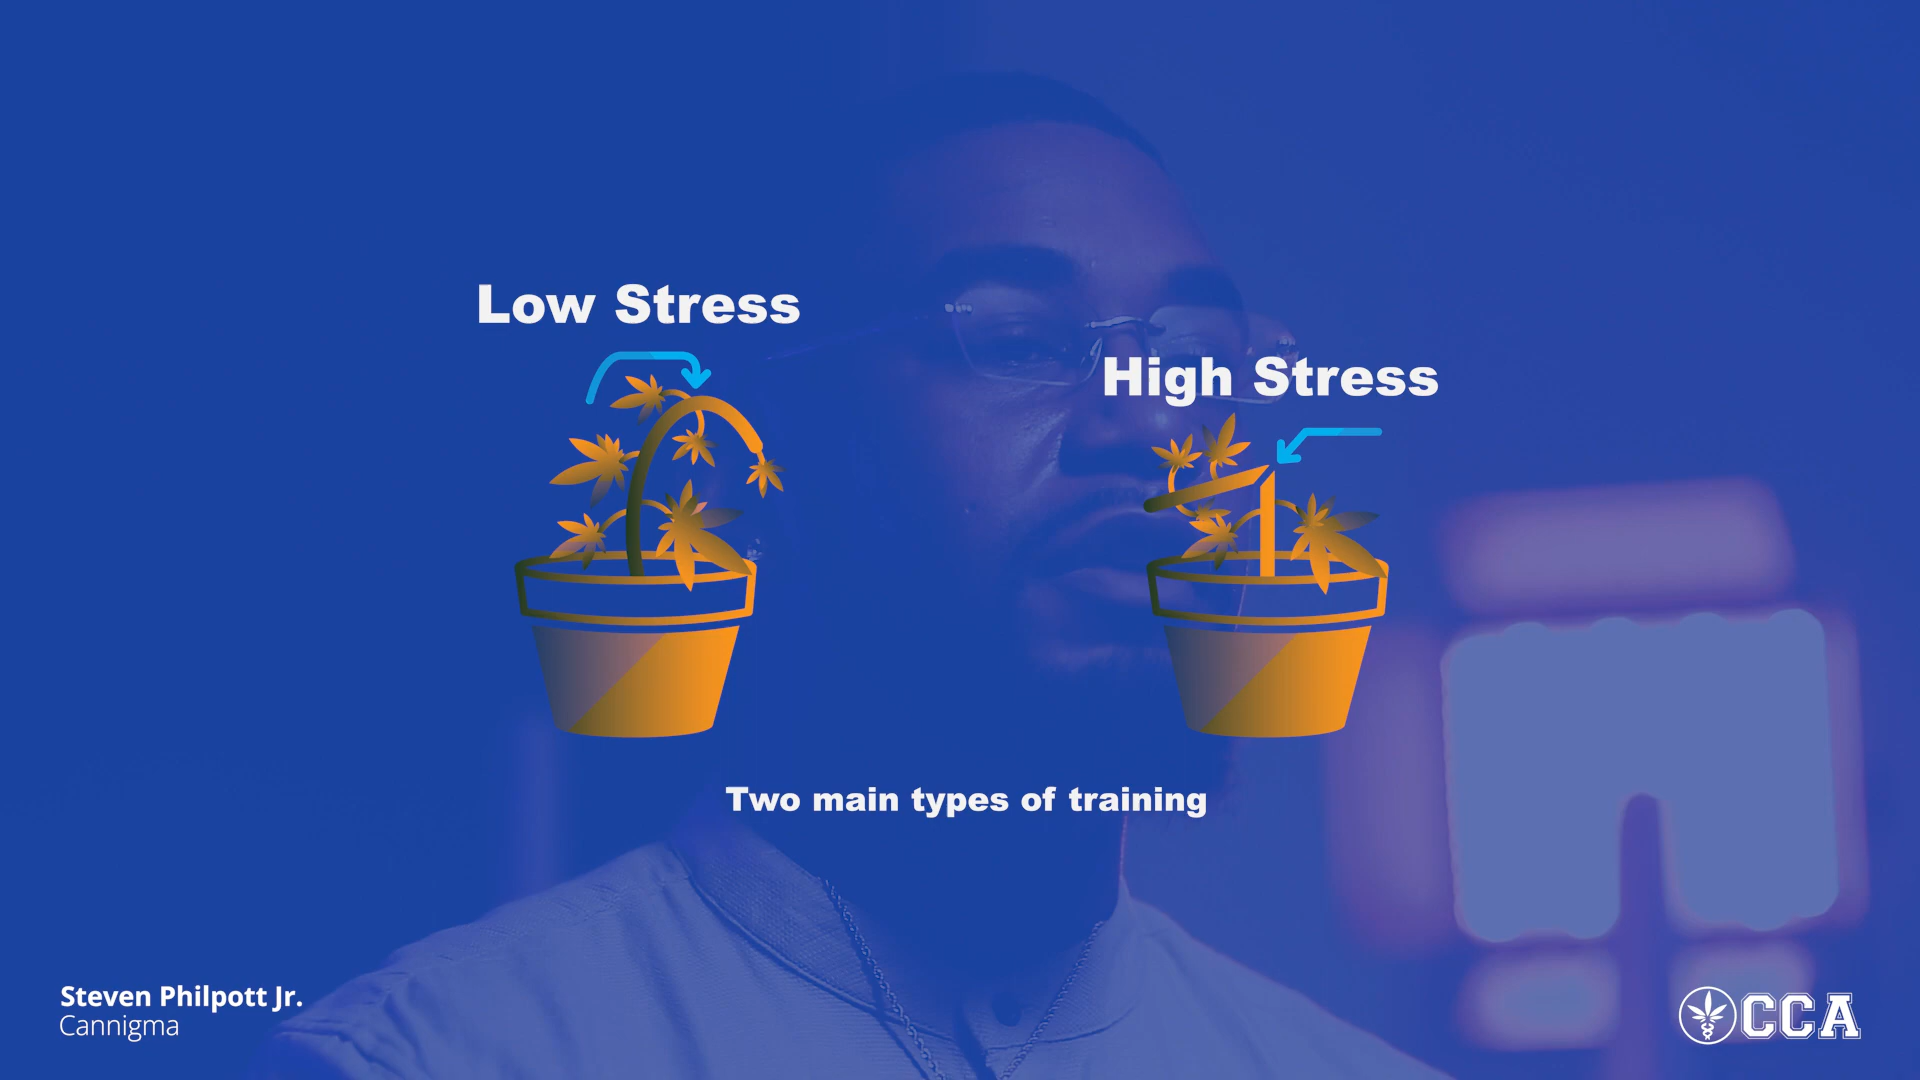 Low Stress
High Stress
Two main types of training
Steven Philpott Jr.
Cannigma
CCA